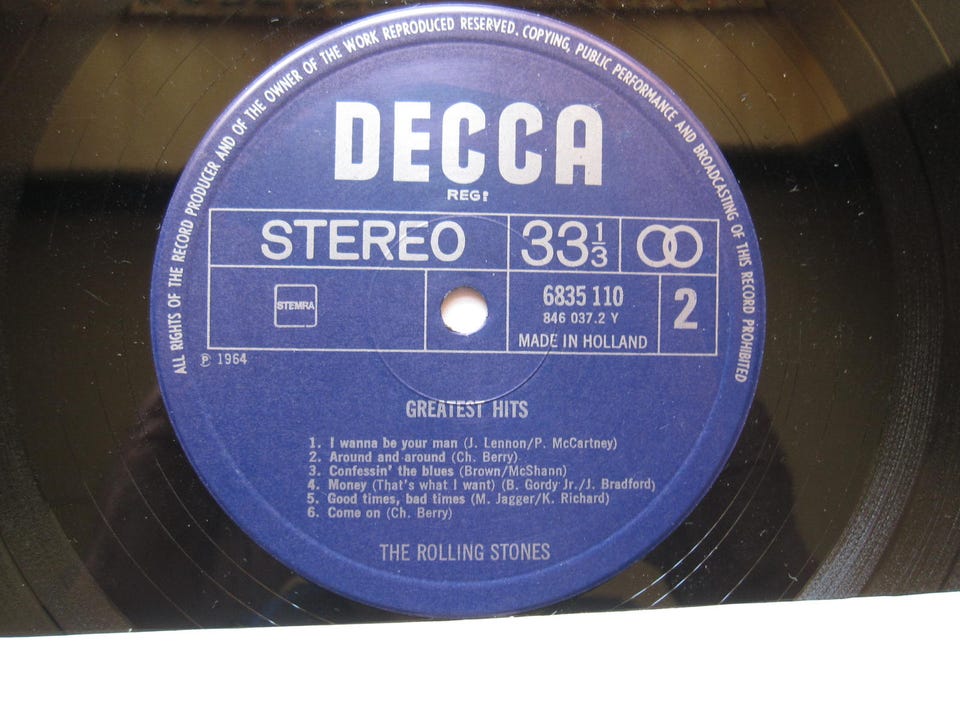 ALL RIGHTS OF THE RECORD PRODUCER AND OF THE OWNER OF THE WORK REPRODUCED RESERVED. COPYING, PUBLIC PERFORMANCE AND BROADCASTING OF THIS RECORD PROHIBITED
DECCA
REGD
STEREO 33 1/3
STEMRA
6835 110
846 037.2 Y
MADE IN HOLLAND
2
℗ 1964
GREATEST HITS
1. I wanna be your man (J. Lennon/P. McCartney)
2. Around and around (Ch. Berry)
3. Confessin' the blues (Brown/McShann)
4. Money (That's what I want) (B. Gordy Jr./J. Bradford)
5. Good times, bad times (M. Jagger/K. Richard)
6. Come on (Ch. Berry)
THE ROLLING STONES